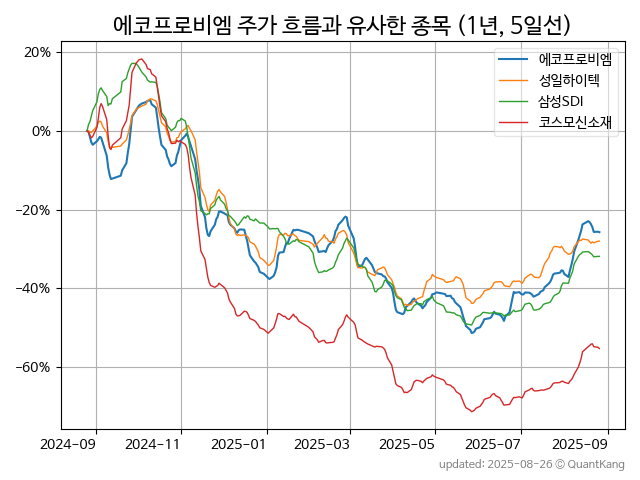 에코프로비엠 주가 흐름과 유사한 종목 (1년, 5일선)
에코프로비엠
성일하이텍
삼성SDI
코스모신소재
20%
0%
−20%
−40%
−60%
2024-09 2024-11 2025-01 2025-03 2025-05 2025-07 2025-09
updated: 2025-08-26 © QuantKang